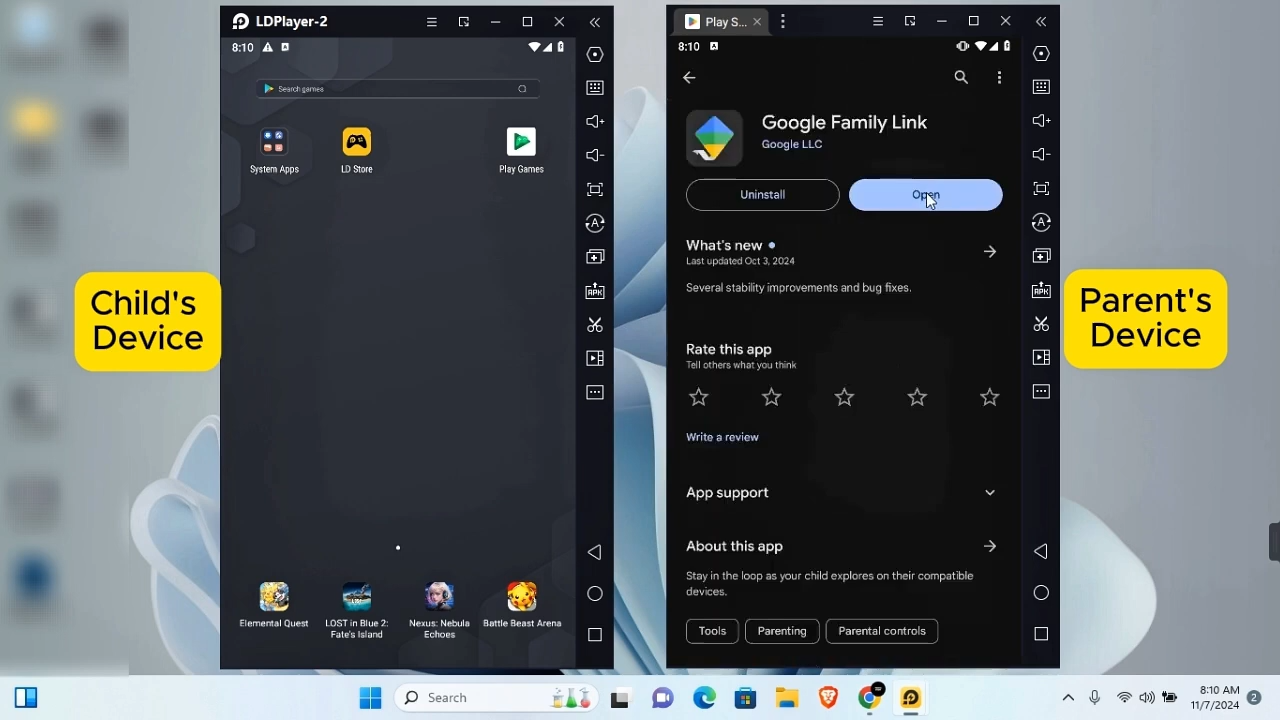 LDPlayer-2
8:10
Search games
System Apps
LD Store
Play Games
Elemental Quest
LOST in Blue 2:
Fate's Island
Nexus: Nebula
Echoes
Battle Beast Arena
APK
Child's
Device
Play S...
8:10
Google Family Link
Google LLC
Uninstall
Open
What's new
Last updated Oct 3, 2024
Several stability improvements and bug fixes.
Rate this app
Tell others what you think
Write a review
App support
About this app
Stay in the loop as your child explores on their compatible
devices.
Tools
Parenting
Parental controls
APK
Parent's
Device
Search
8:10 AM
11/7/2024
2